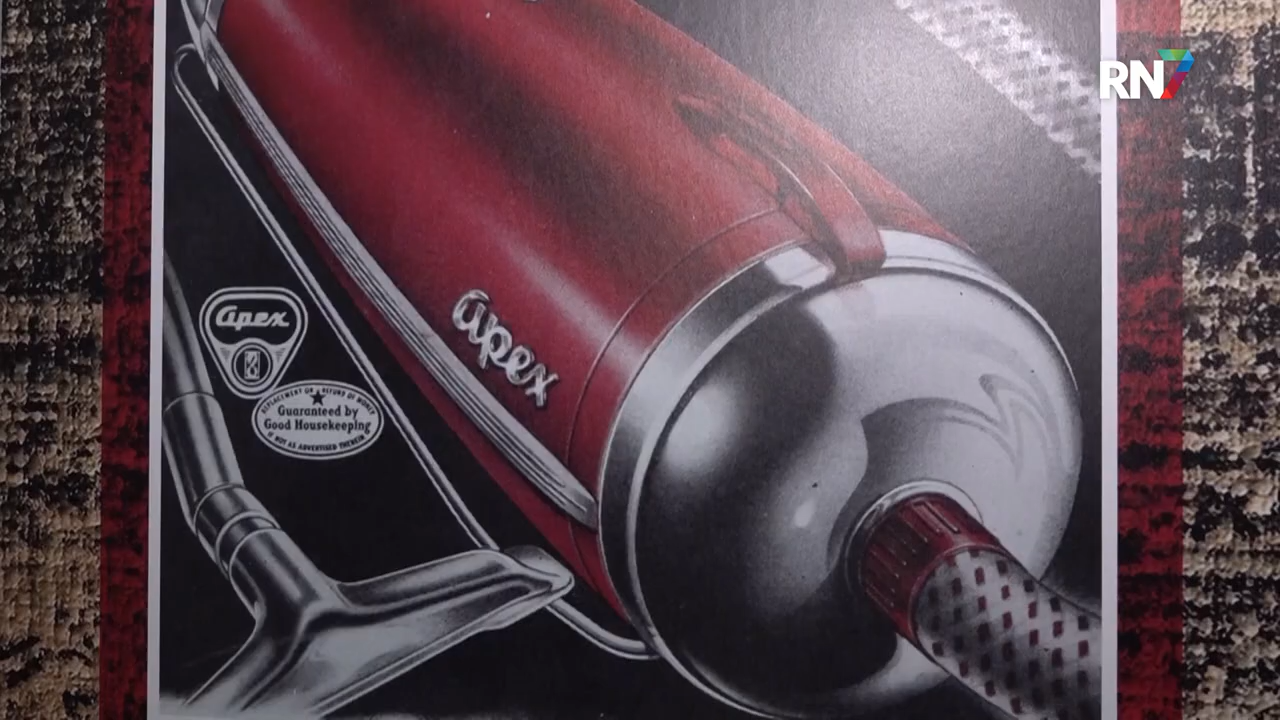 RN7
apex
apex
REPLACEMENT OR REFUND OF MONEY
Guaranteed by
Good Housekeeping
IF NOT AS ADVERTISED THEREIN